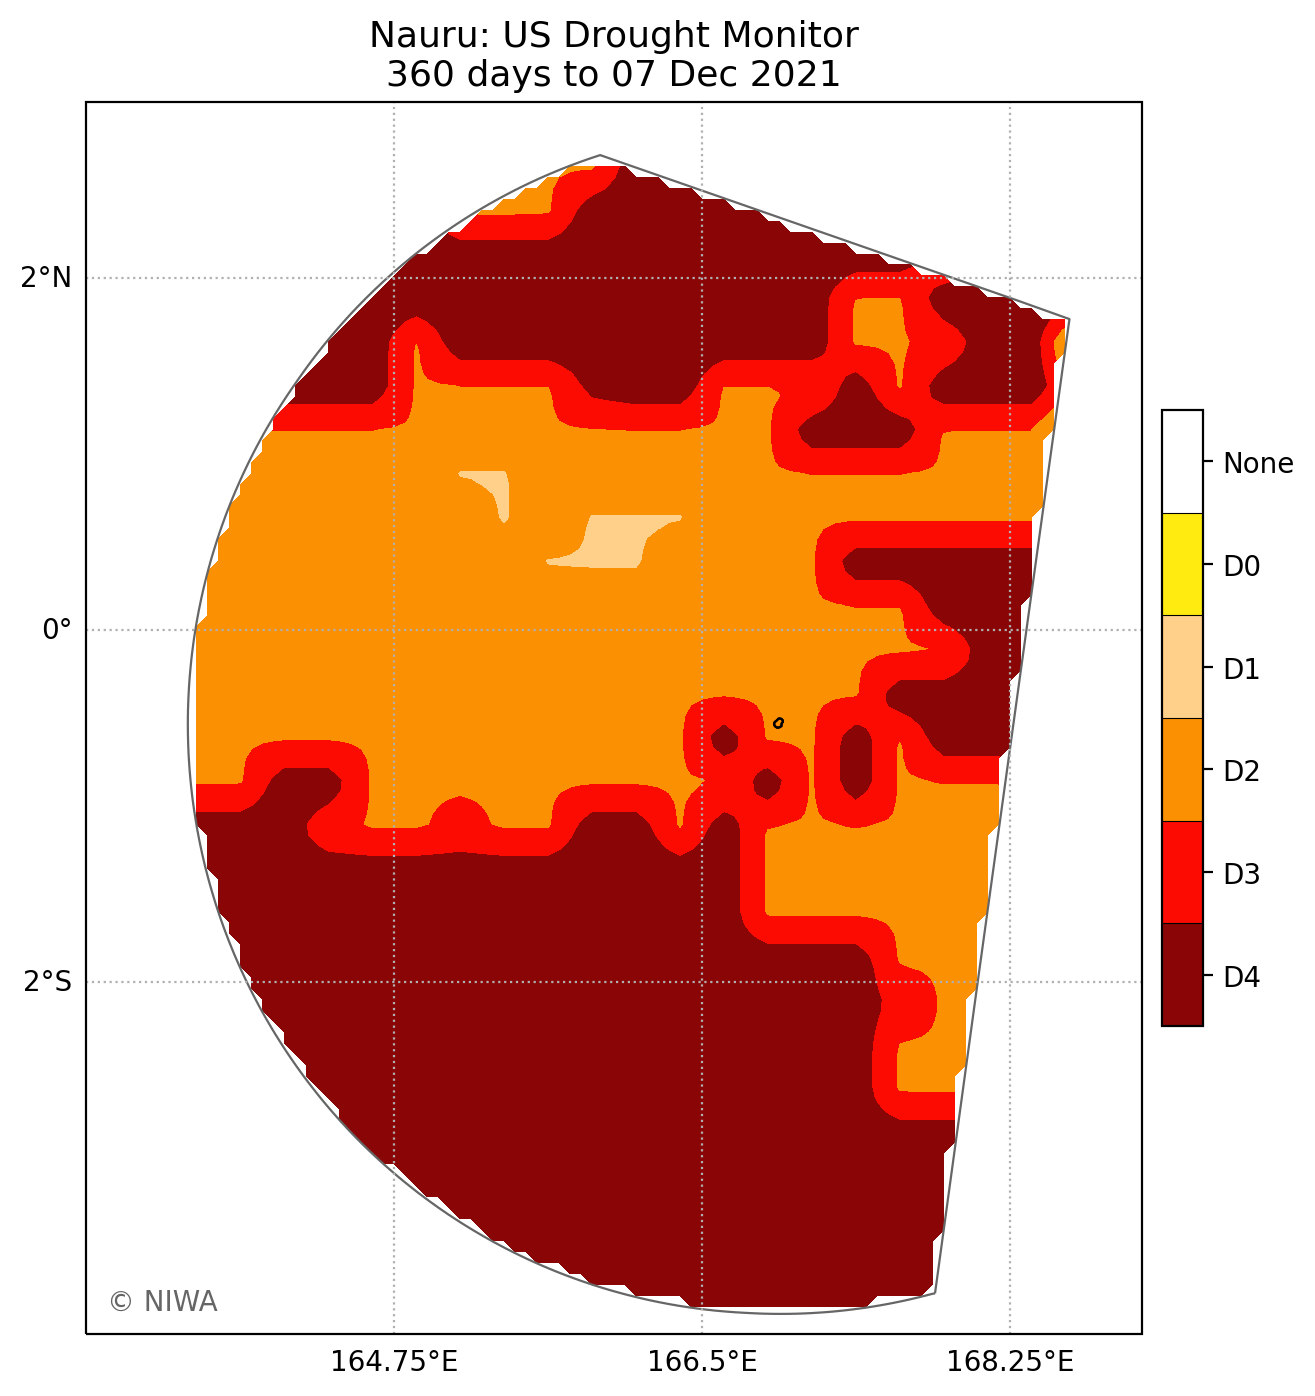 Nauru: US Drought Monitor
360 days to 07 Dec 2021
2°N
0°
2°S
164.75°E
166.5°E
168.25°E
None
D0
D1
D2
D3
D4
© NIWA